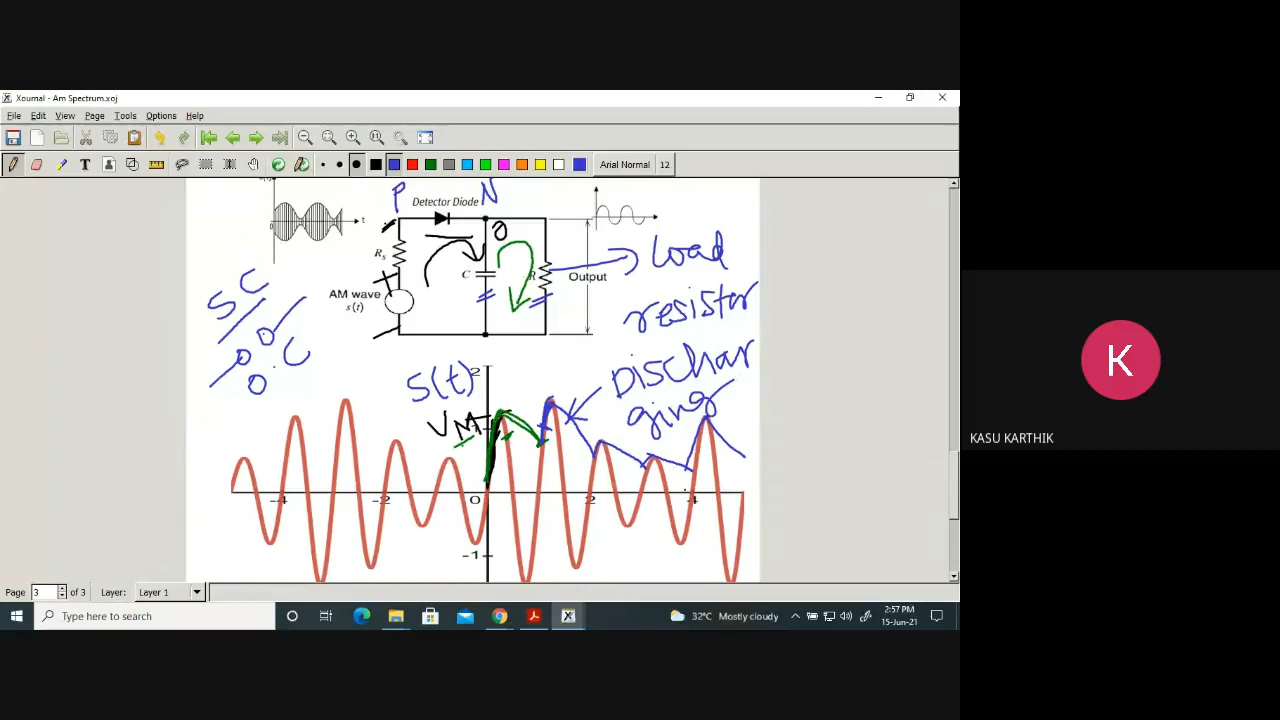 Xournal - Am Spectrum.xoj
File Edit View Page Tools Options Help
Arial Normal 12
P N
Detector Diode
t
Rs
C
R
Output
Load
resistor
AM wave
s(t)
S C
O
O. C
O
S(t)
2
Dischar
ging
VM
-4 -2 0 2 4
-1
KASU KARTHIK
K
Page 3 of 3 Layer: Layer 1
Type here to search
32°C Mostly cloudy
2:57 PM
15-Jun-21